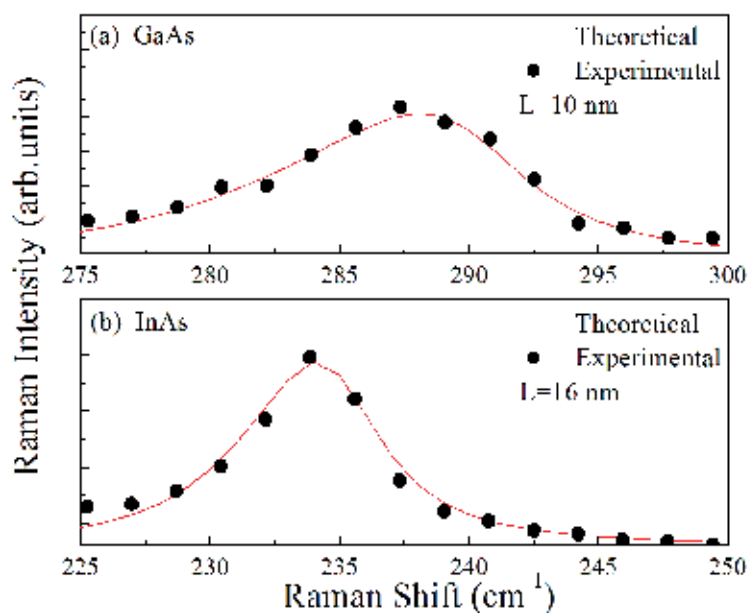 (a) GaAs
Theoretical
Experimental
L=10 nm
275 280 285 290 295 300
(b) InAs
Theoretical
Experimental
L=16 nm
225 230 235 240 245 250
Raman Shift (cm⁻¹)
Raman Intensity (arb.units)